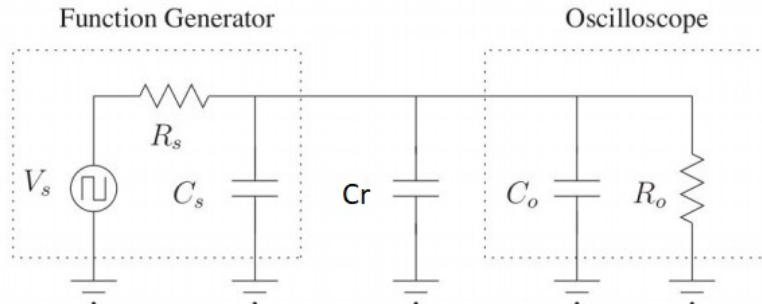 Function Generator
Oscilloscope
R_s
V_s
C_s
Cr
C_o
R_o